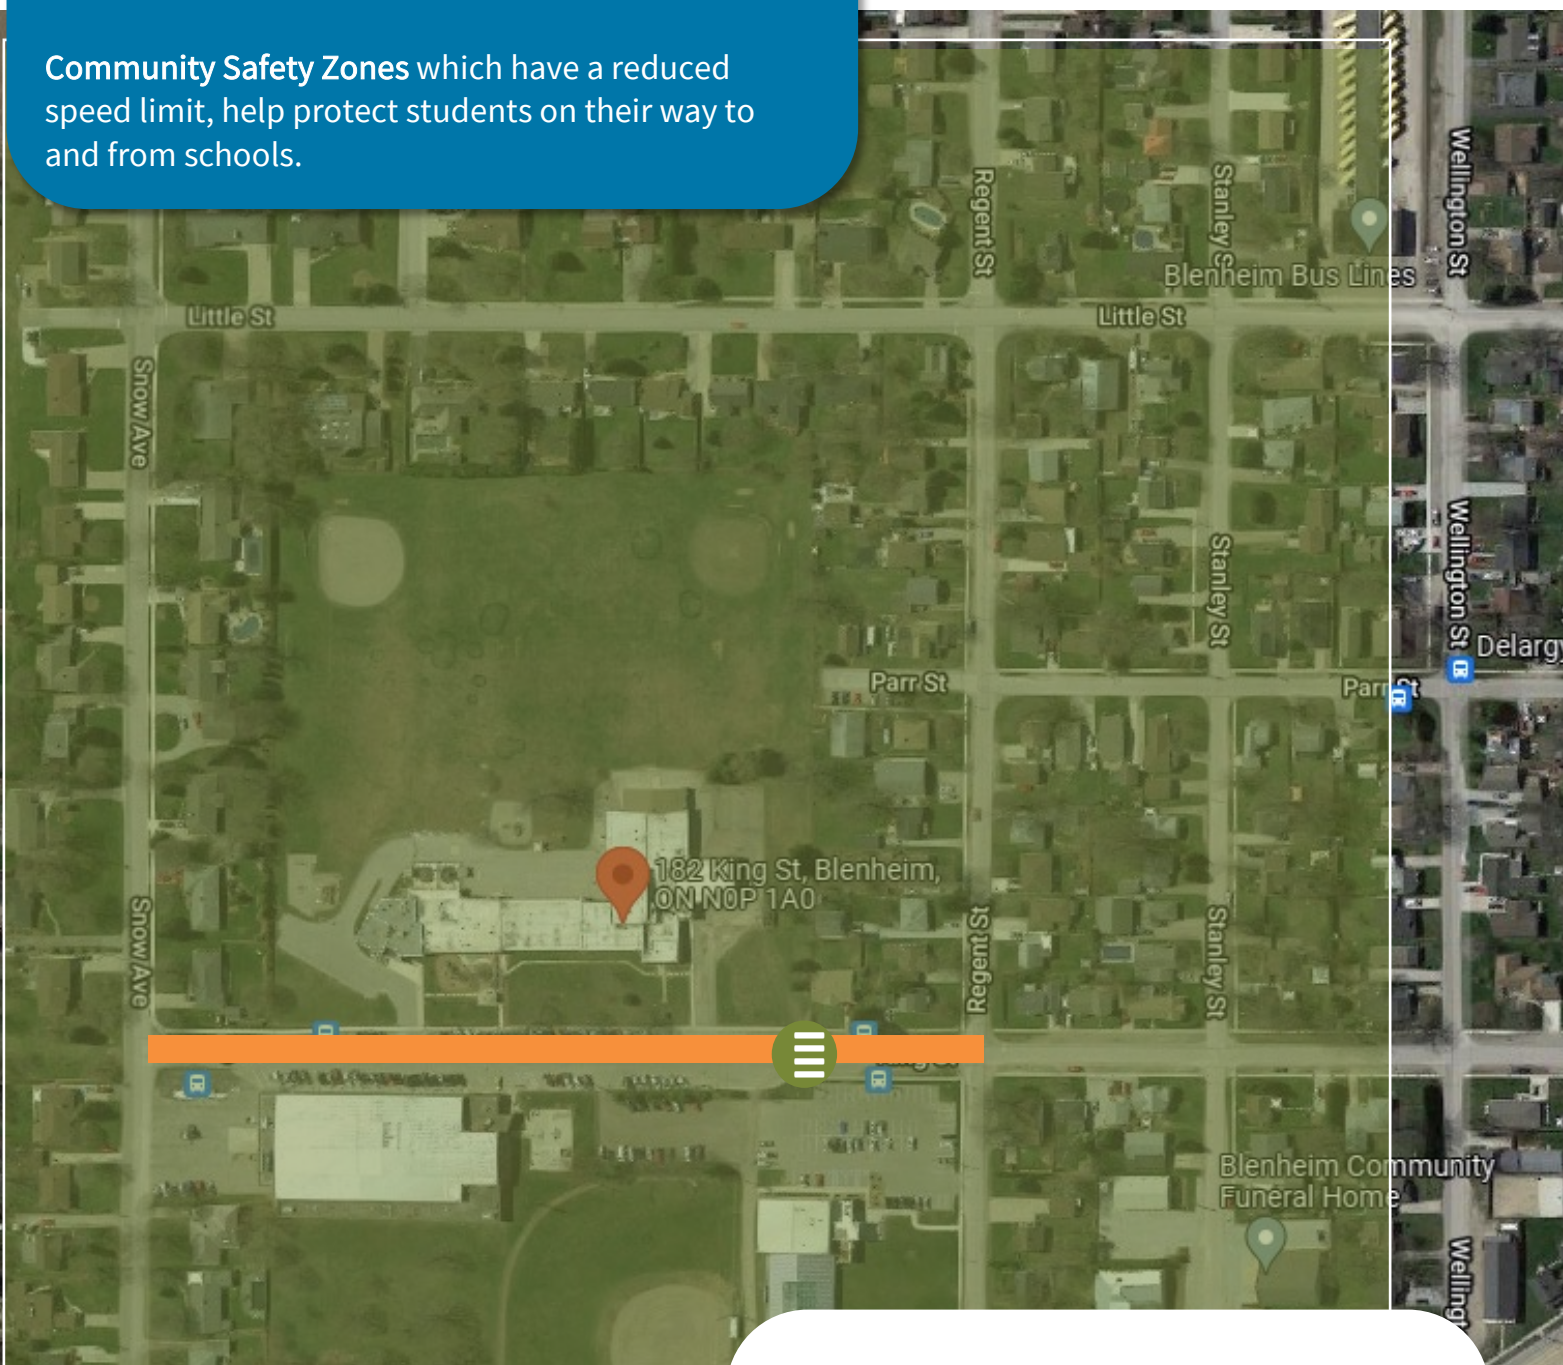 Community Safety Zones which have a reduced
speed limit, help protect students on their way to
and from schools.
Regent St
Stanley St
Wellington St
Blenheim Bus Lines
Little St
Little St
Snow Ave
Stanley St
Wellington St
Delargy
Parr St
Parr St
182 King St, Blenheim,
ON N0P 1A0
Snow Ave
Regent St
Stanley St
Blenheim Community
Funeral Home
Wellingt